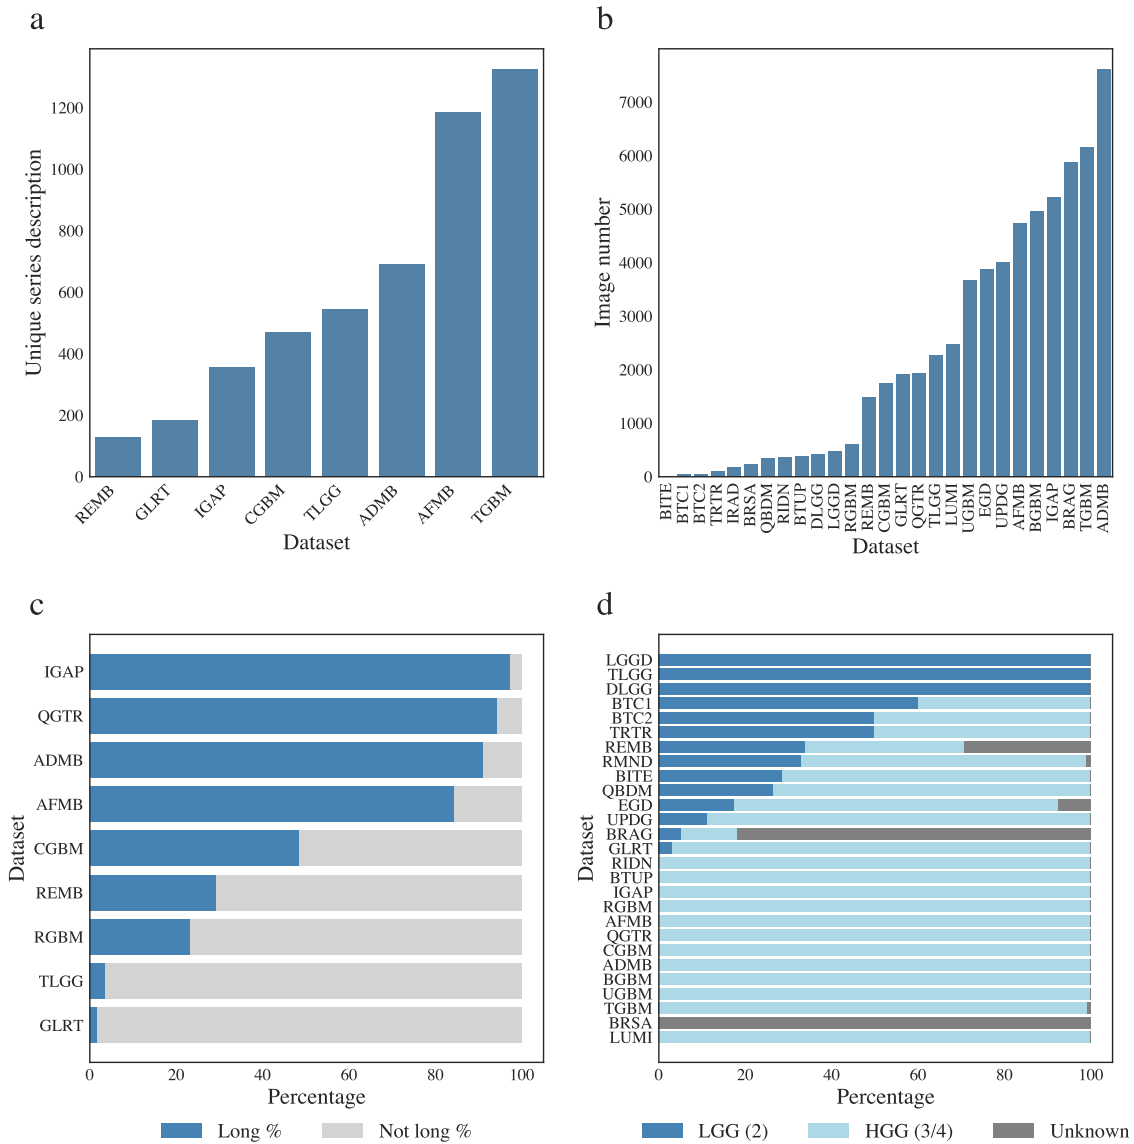 a
Unique series description
1200
1000
800
600
400
200
0
REMB
GLRT
IGAP
CGBM
TLGG
ADMB
AFMB
TGBM
Dataset
b
Image number
7000
6000
5000
4000
3000
2000
1000
0
BITE
BTC1
BTC2
TRTR
IRAD
BRSA
QBDM
RIDN
BTUP
DLGG
LGGD
RGBM
REMB
CGBM
GLRT
QGTR
TLGG
LUMI
UGBM
EGD
UPDG
AFMB
BGBM
IGAP
BRAG
TGBM
ADMB
Dataset
c
Dataset
IGAP
QGTR
ADMB
AFMB
CGBM
REMB
RGBM
TLGG
GLRT
0 20 40 60 80 100
Percentage
Long % Not long %
d
Dataset
LGGD
TLGG
DLGG
BTC1
BTC2
TRTR
REMB
RMND
BITE
QBDM
EGD
UPDG
BRAG
GLRT
RIDN
BTUP
IGAP
RGBM
AFMB
QGTR
CGBM
ADMB
BGBM
UGBM
TGBM
BRSA
LUMI
0 20 40 60 80 100
Percentage
LGG (2) HGG (3/4) Unknown